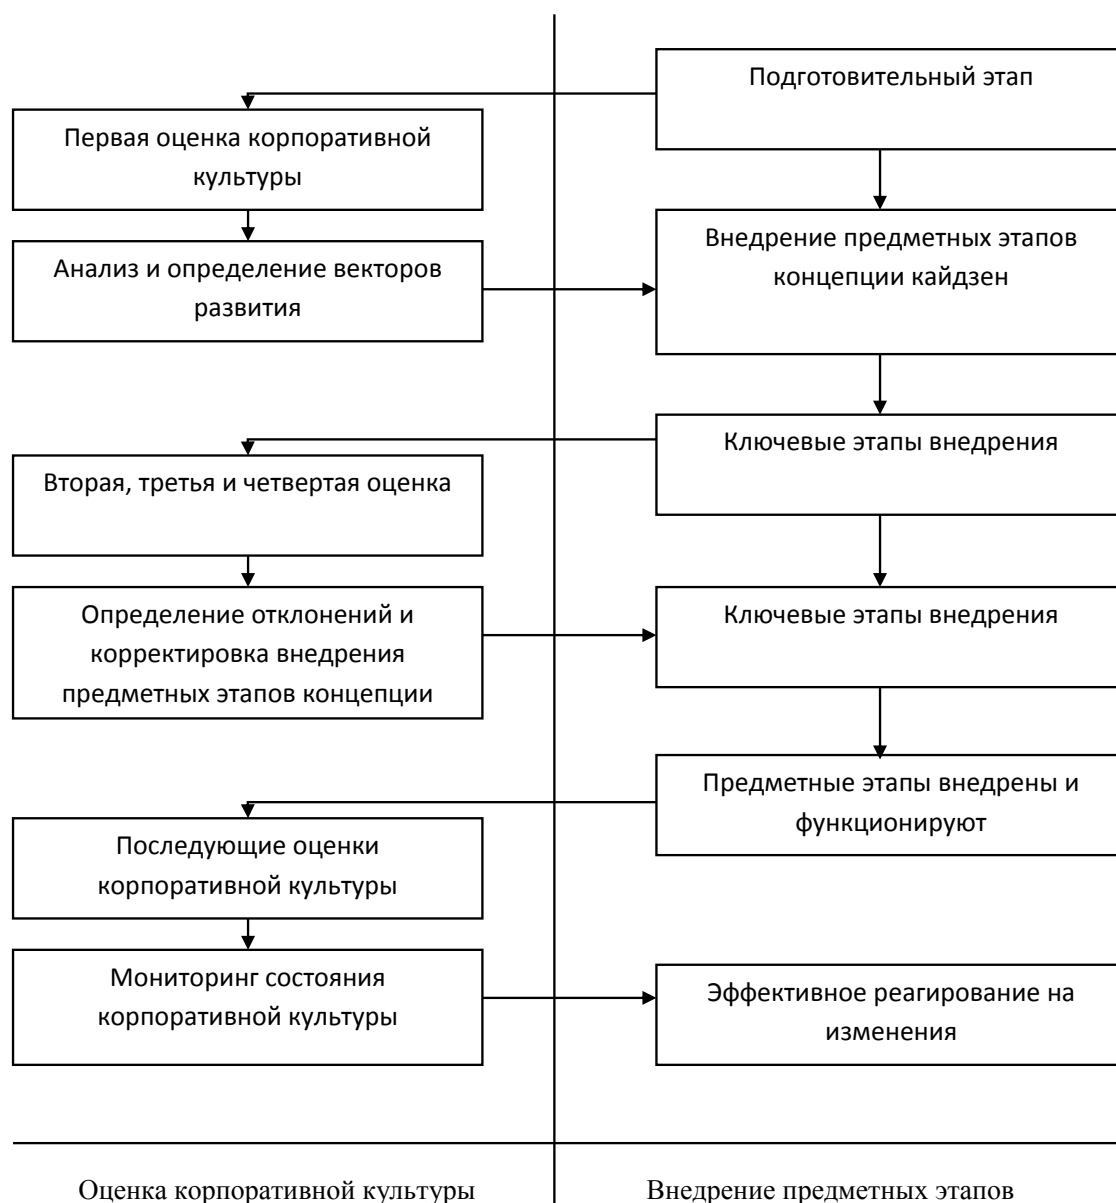 Подготовительный этап
Первая оценка корпоративной
культуры
Внедрение предметных этапов
концепции кайдзен
Анализ и определение векторов
развития
Ключевые этапы внедрения
Вторая, третья и четвертая оценка
Определение отклонений и
корректировка внедрения
предметных этапов концепции
Ключевые этапы внедрения
Предметные этапы внедрены и
функционируют
Последующие оценки
корпоративной культуры
Мониторинг состояния
корпоративной культуры
Эффективное реагирование на
изменения
Оценка корпоративной культуры
Внедрение предметных этапов